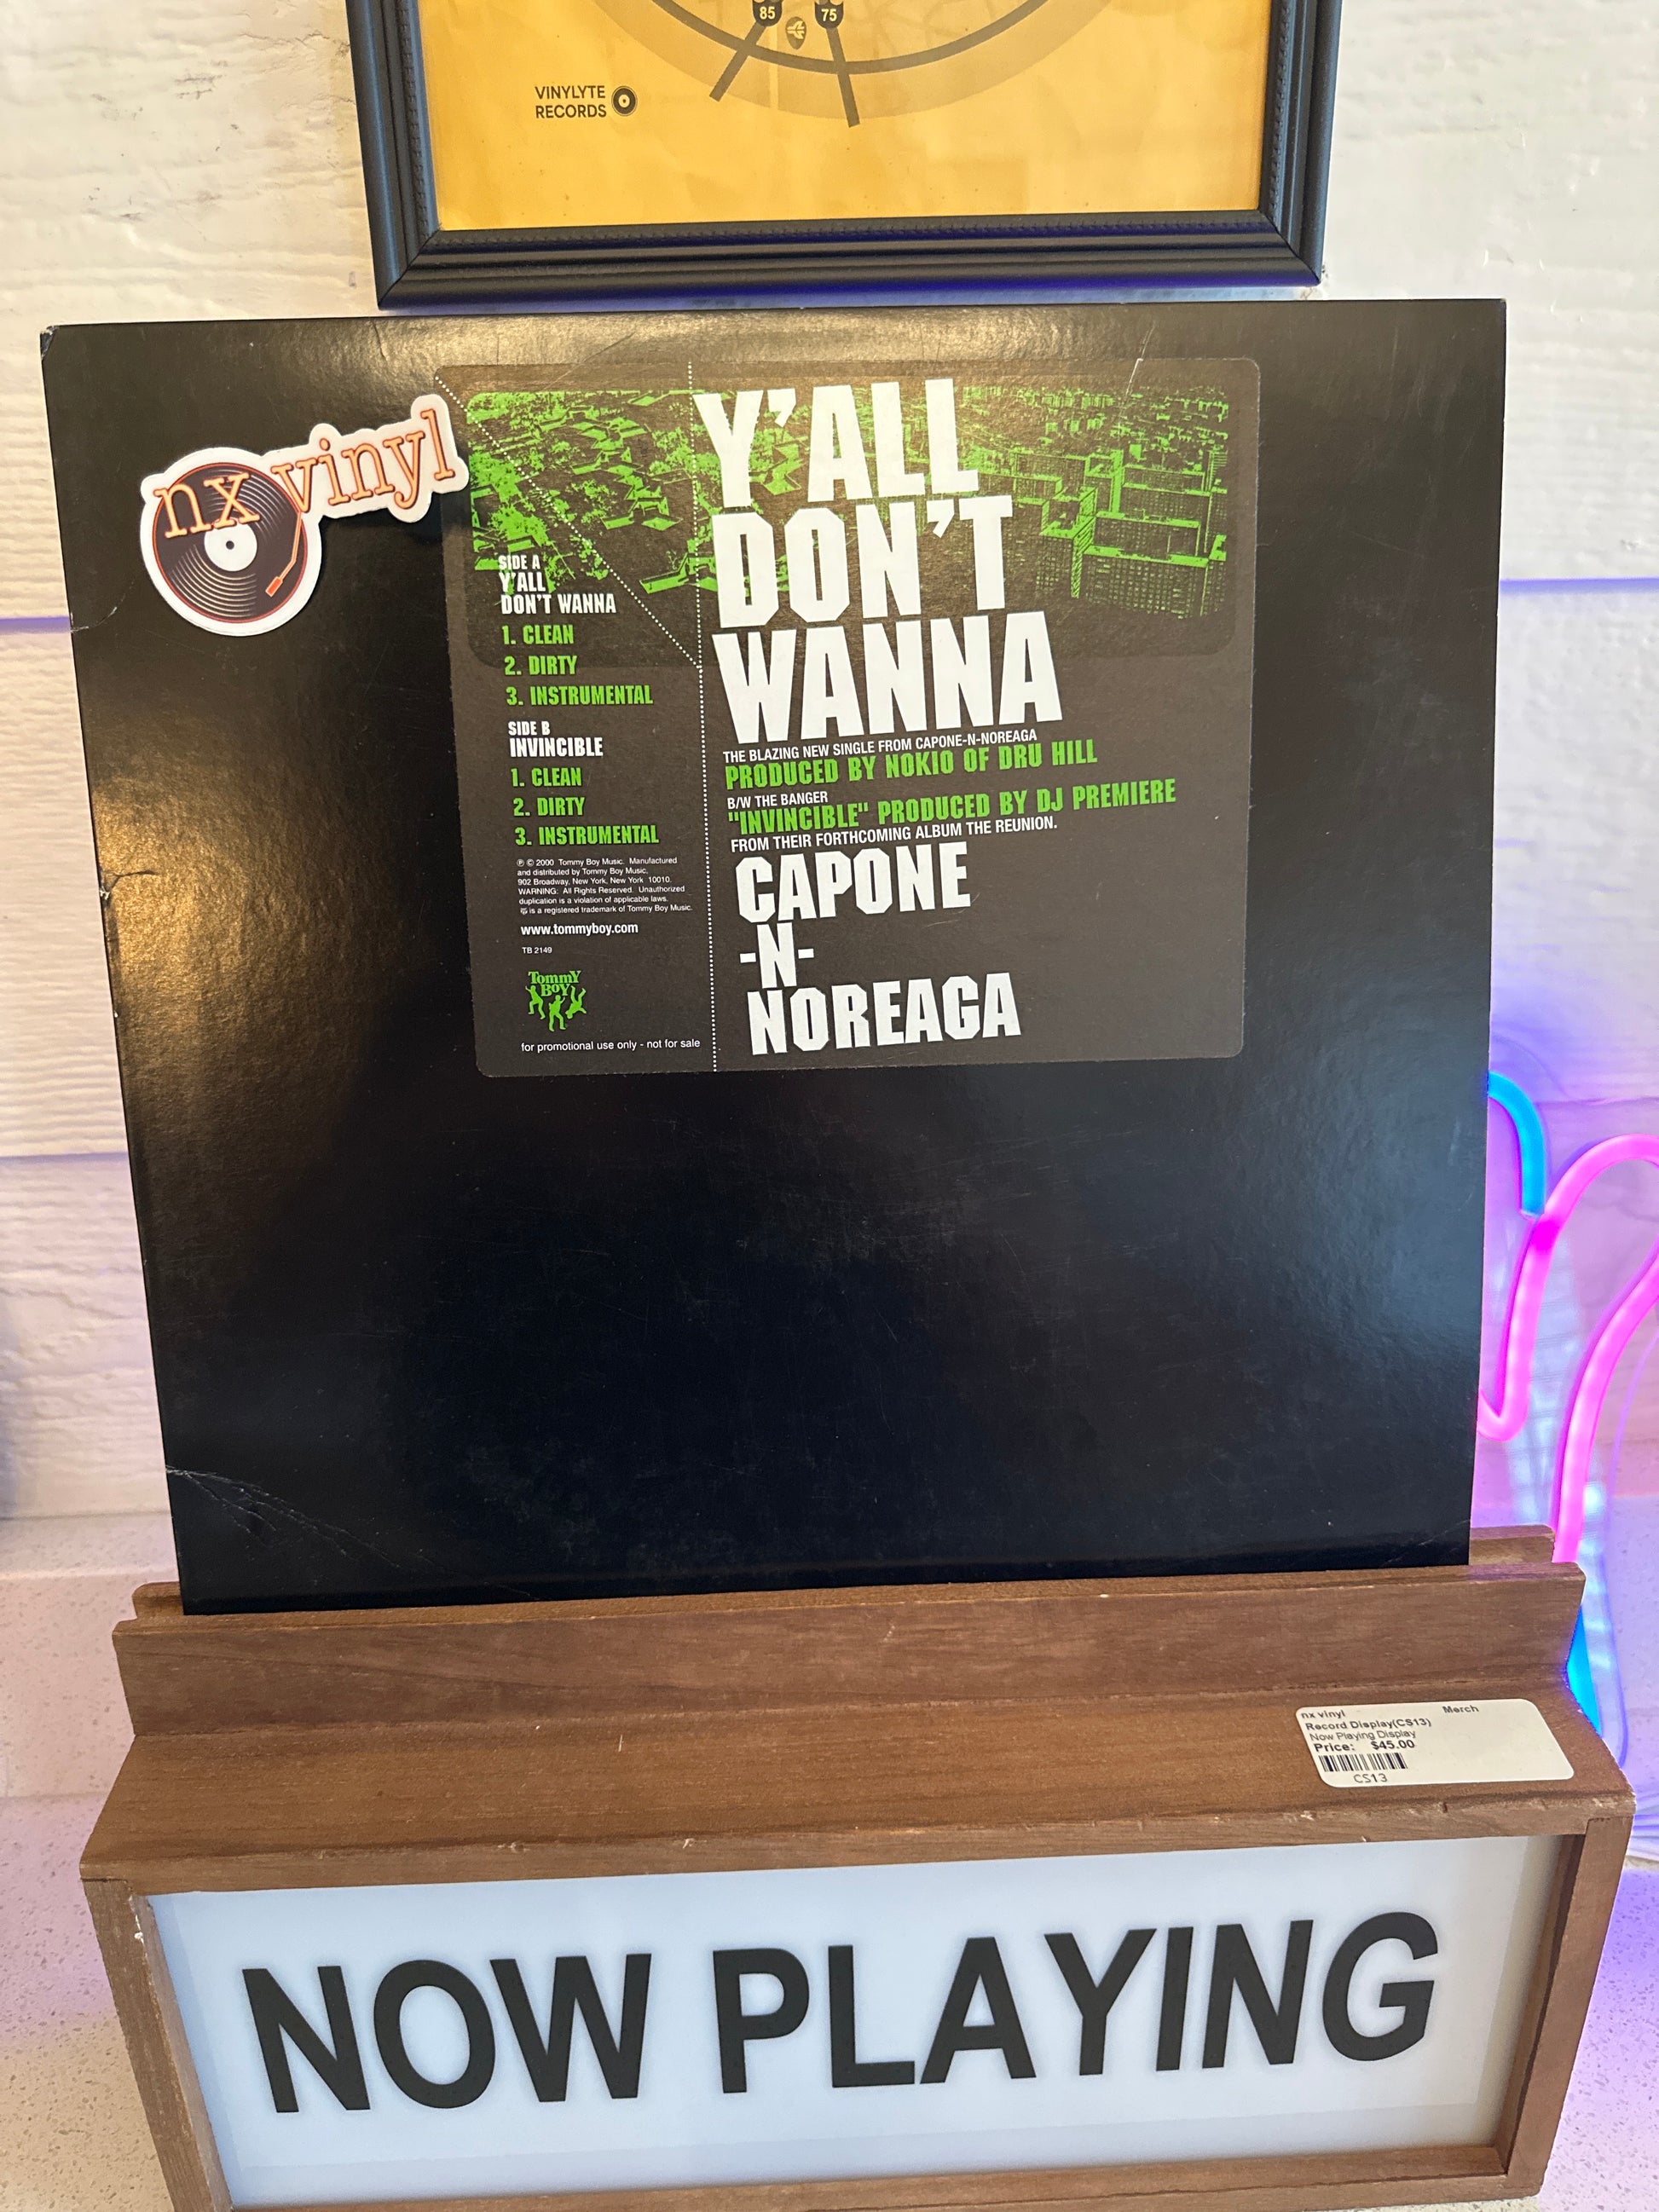 85 75
VINYLYTE
RECORDS
nx vinyl
Y'ALL
DON'T
WANNA
THE BLAZING NEW SINGLE FROM CAPONE-N-NOREAGA
PRODUCED BY NOKIO OF DRU HILL
B/W THE BANGER
"INVINCIBLE" PRODUCED BY DJ PREMIERE
FROM THEIR FORTHCOMING ALBUM THE REUNION.
CAPONE
-N-
NOREAGA
SIDE A
Y'ALL
DON'T WANNA
1. CLEAN
2. DIRTY
3. INSTRUMENTAL
SIDE B
INVINCIBLE
1. CLEAN
2. DIRTY
3. INSTRUMENTAL
℗ © 2000 Tommy Boy Music. Manufactured
and distributed by Tommy Boy Music,
902 Broadway, New York, New York 10010.
WARNING: All Rights Reserved. Unauthorized
duplication is a violation of applicable laws.
is a registered trademark of Tommy Boy Music.
www.tommyboy.com
TB 2149
Tommy
Boy
for promotional use only - not for sale
nx vinyl Merch
Record Display(CS13)
Now Playing Display
Price: $45.00
CS13
NOW PLAYING